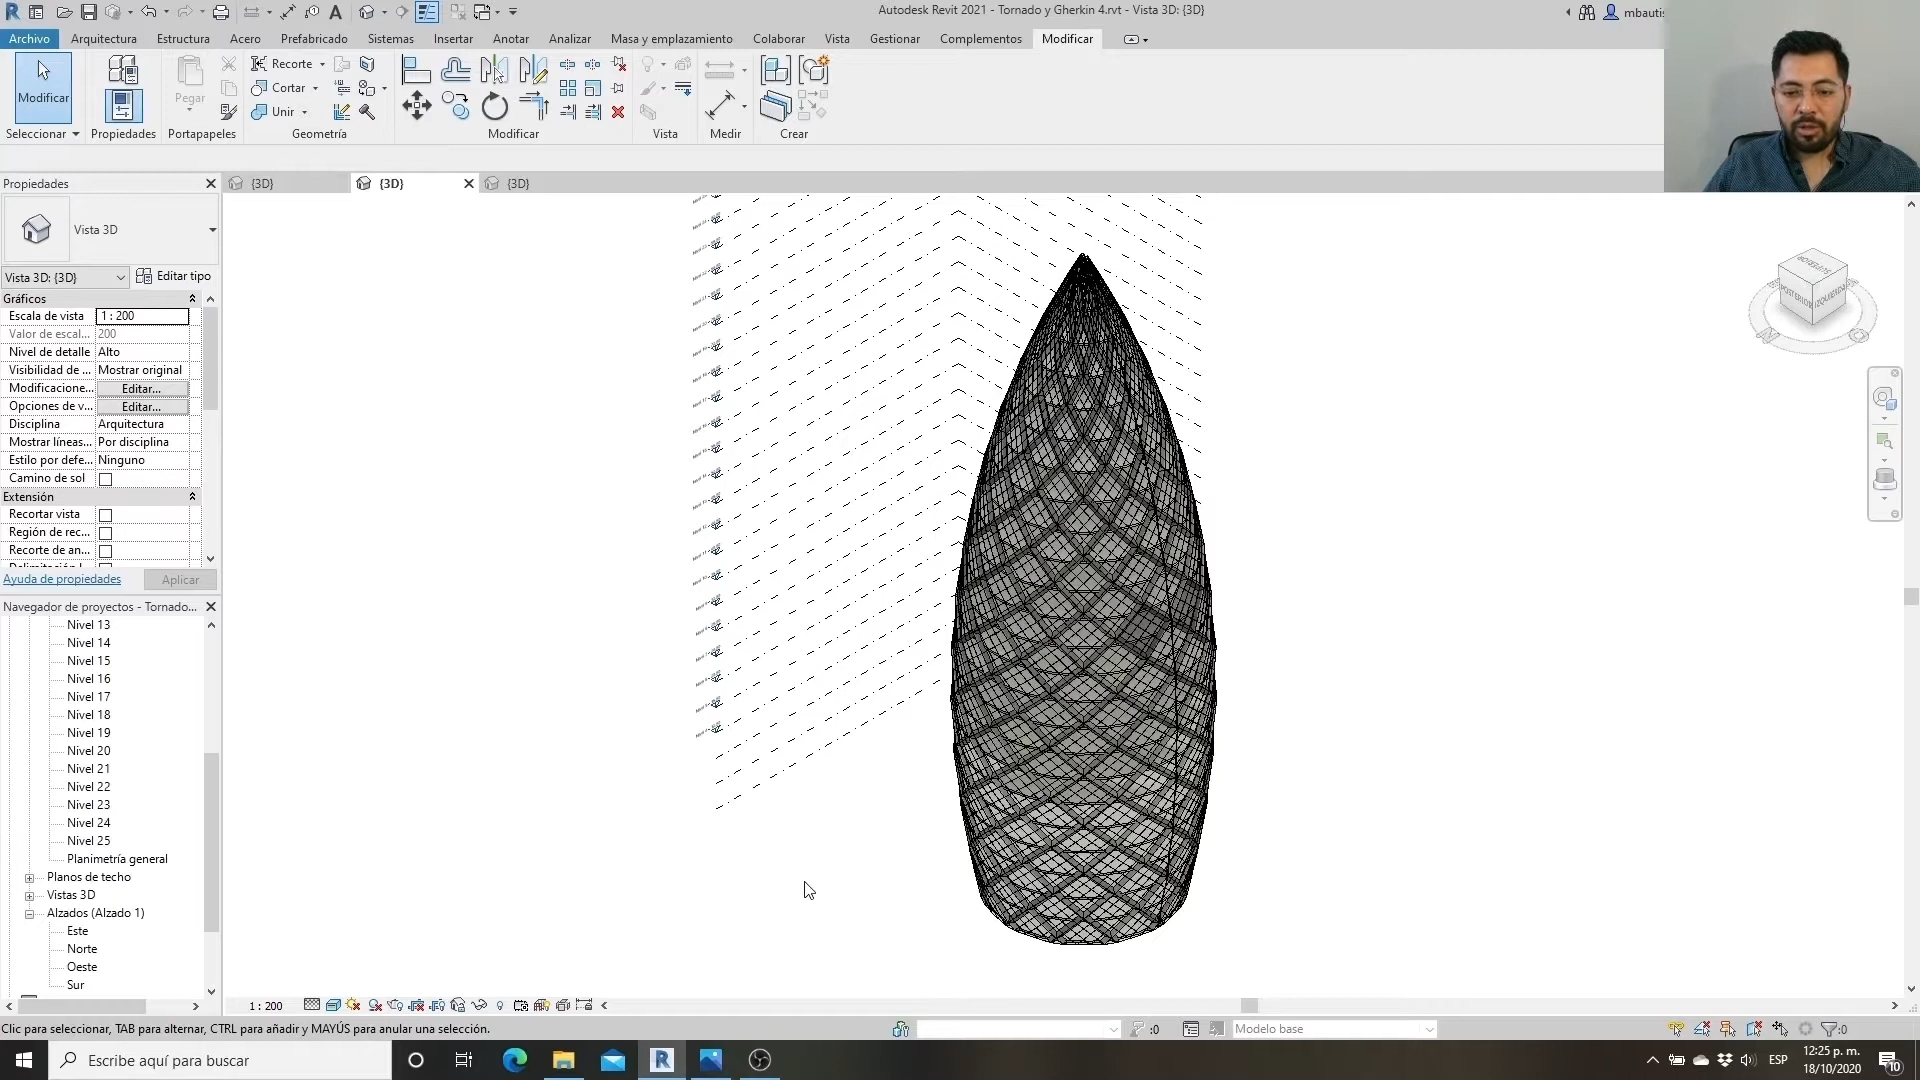 Autodesk Revit 2021 - Tornado y Gherkin 4.rvt - Vista 3D: {3D}
mbautis
Archivo Arquitectura Estructura Acero Prefabricado Sistemas Insertar Anotar Analizar Masa y emplazamiento Colaborar Vista Gestionar Complementos Modificar
Modificar
Pegar
Recorte
Cortar
Unir
Seleccionar Propiedades Portapapeles Geometría Modificar Vista Medir Crear
Propiedades
{3D} {3D} {3D}
Vista 3D
Vista 3D: {3D} Editar tipo
Gráficos
Escala de vista 1 : 200
Valor de escal... 200
Nivel de detalle Alto
Visibilidad de ... Mostrar original
Modificacione... Editar...
Opciones de v... Editar...
Disciplina Arquitectura
Mostrar líneas... Por disciplina
Estilo por defe... Ninguno
Camino de sol
Extensión
Recortar vista
Región de rec...
Recorte de an...
Ayuda de propiedades Aplicar
Navegador de proyectos - Tornado...
Nivel 13
Nivel 14
Nivel 15
Nivel 16
Nivel 17
Nivel 18
Nivel 19
Nivel 20
Nivel 21
Nivel 22
Nivel 23
Nivel 24
Nivel 25
Planimetría general
Planos de techo
Vistas 3D
Alzados (Alzado 1)
Este
Norte
Oeste
Sur
SUPERIOR
POSTERIOR
IZQUIERDO
1 : 200
Clic para seleccionar, TAB para alternar, CTRL para añadir y MAYÚS para anular una selección.
:0
Modelo base
:0
Escribe aquí para buscar
ESP
12:25 p. m.
18/10/2020
10